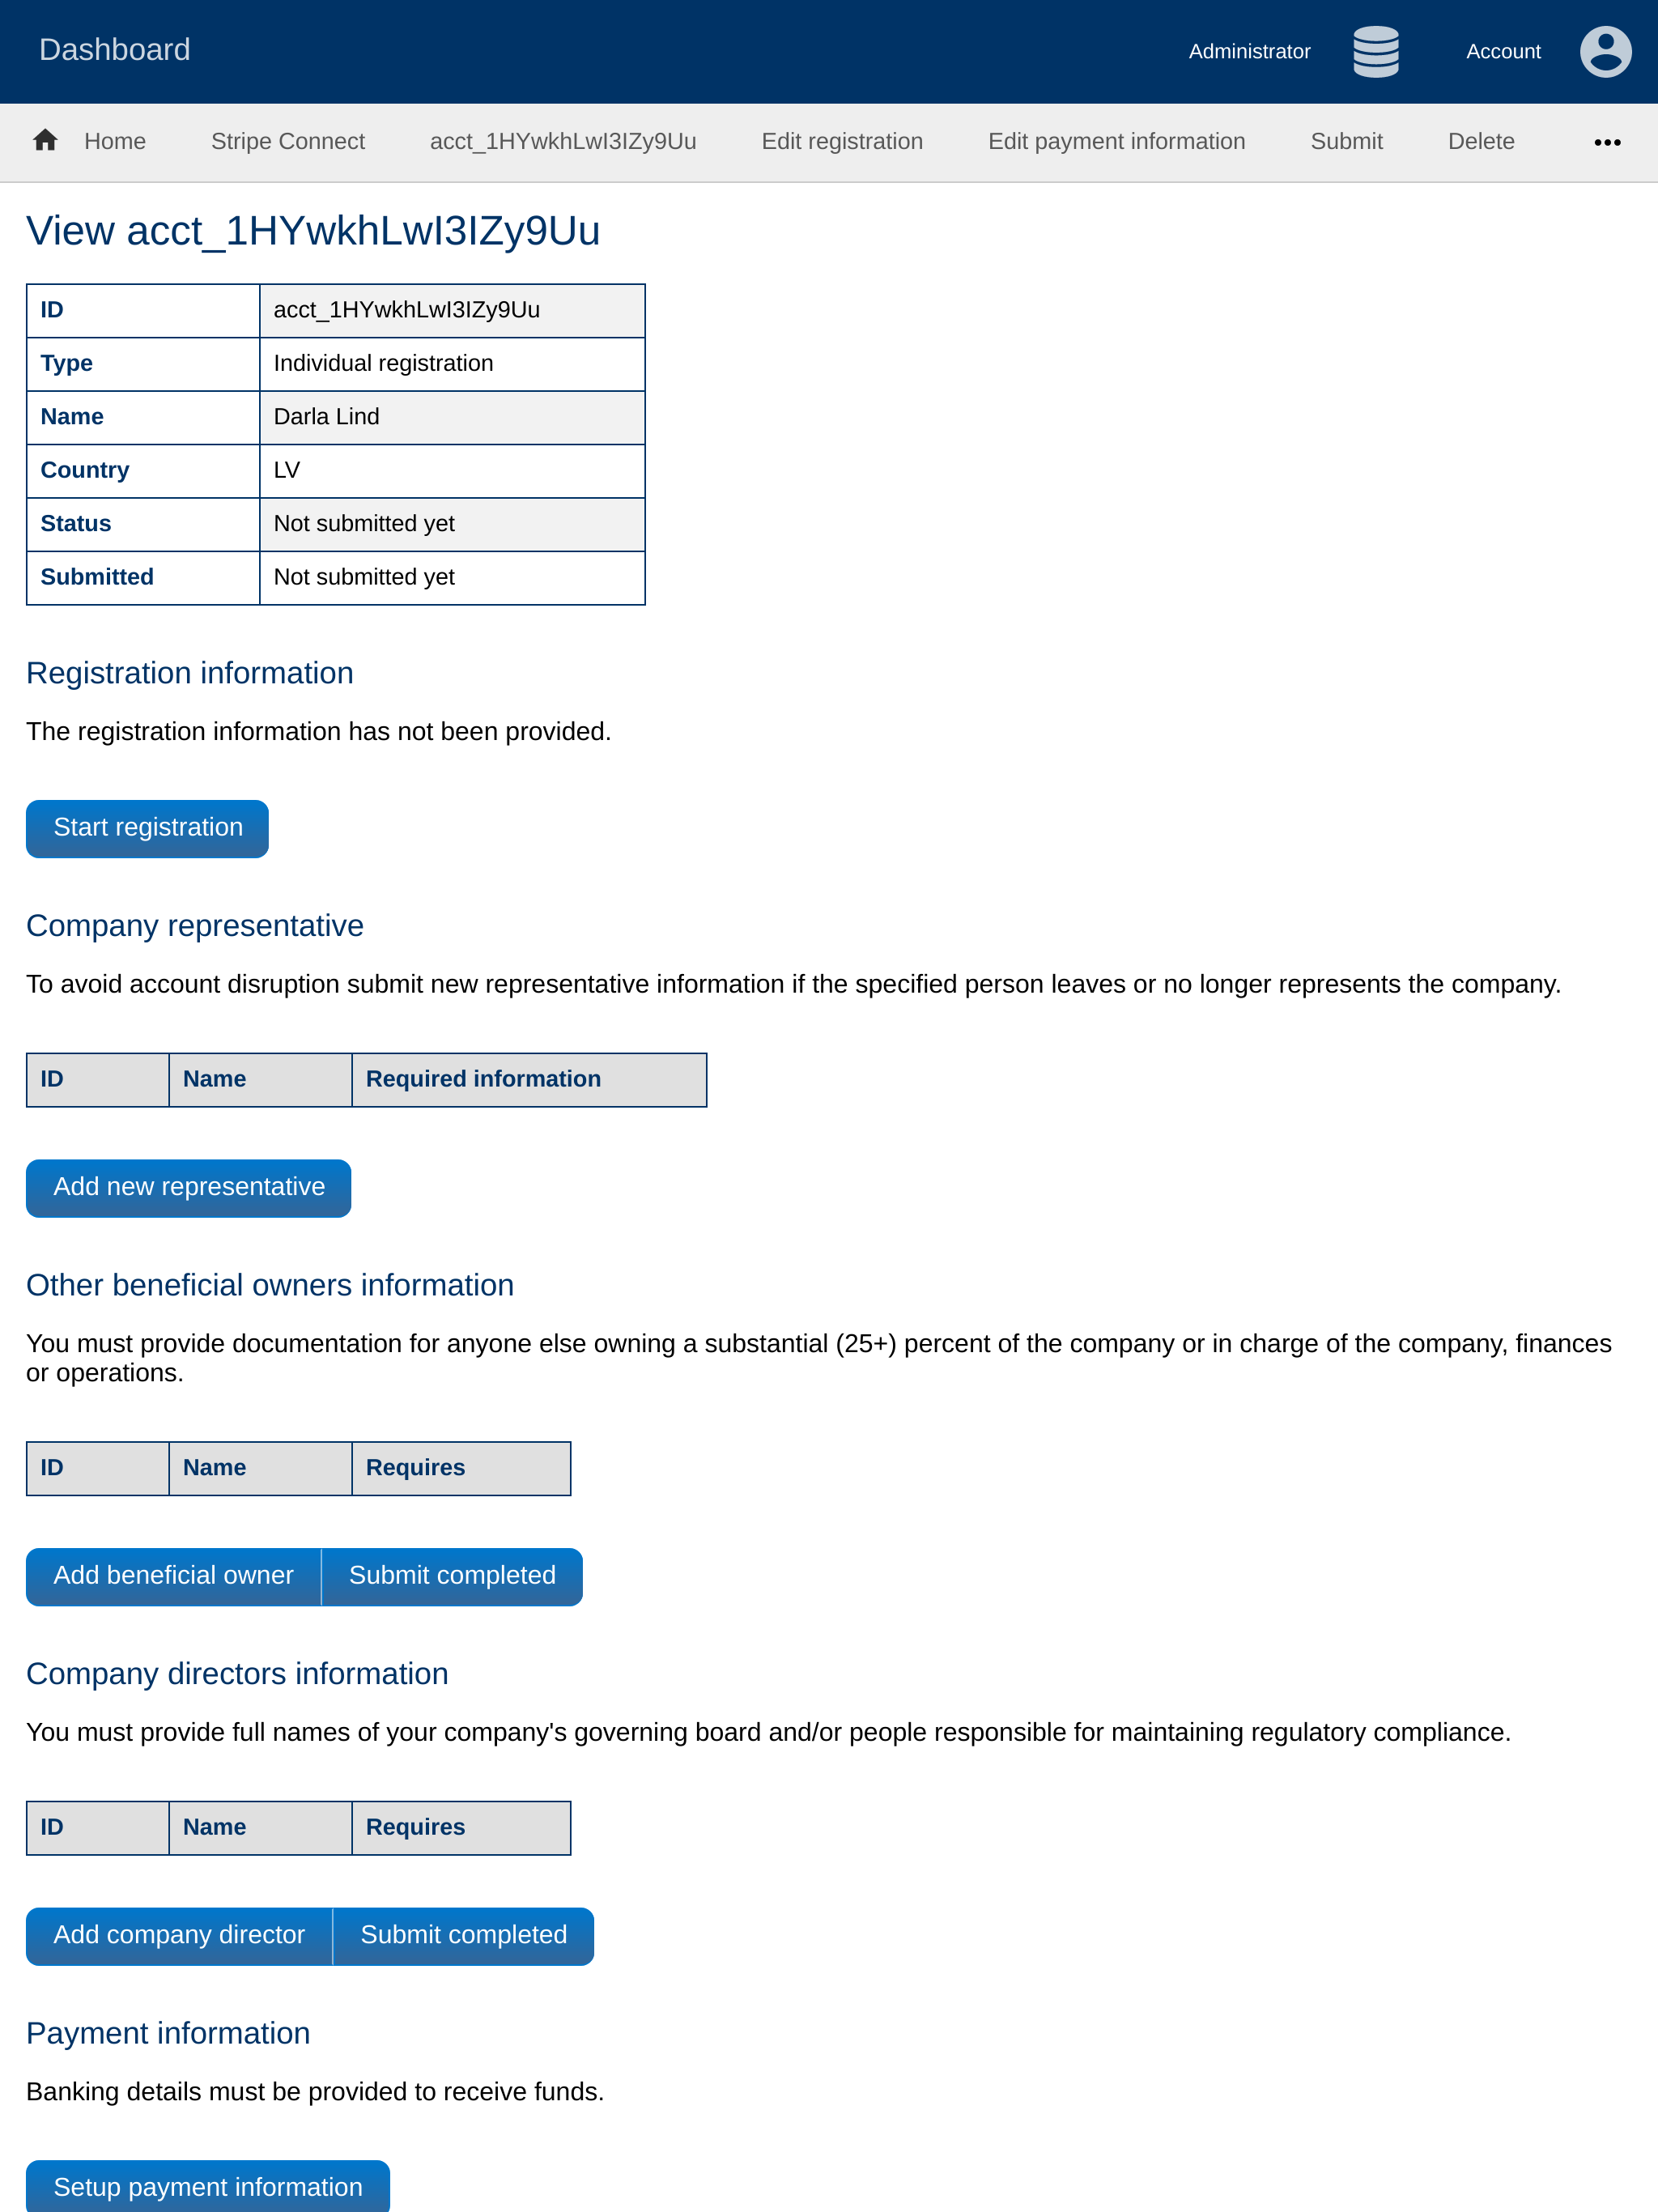 Dashboard
Administrator
Account
Home Stripe Connect acct_1HYwkhLwI3IZy9Uu Edit registration Edit payment information Submit Delete •••
View acct_1HYwkhLwI3IZy9Uu
ID acct_1HYwkhLwI3IZy9Uu
Type Individual registration
Name Darla Lind
Country LV
Status Not submitted yet
Submitted Not submitted yet
Registration information
The registration information has not been provided.
Start registration
Company representative
To avoid account disruption submit new representative information if the specified person leaves or no longer represents the company.
ID Name Required information
Add new representative
Other beneficial owners information
You must provide documentation for anyone else owning a substantial (25+) percent of the company or in charge of the company, finances
or operations.
ID Name Requires
Add beneficial owner Submit completed
Company directors information
You must provide full names of your company's governing board and/or people responsible for maintaining regulatory compliance.
ID Name Requires
Add company director Submit completed
Payment information
Banking details must be provided to receive funds.
Setup payment information